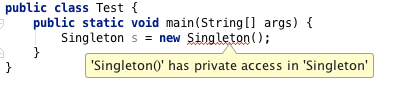 public class Test {
    public static void main(String[] args) {
        Singleton s = new Singleton();
    }
}
'Singleton()' has private access in 'Singleton'